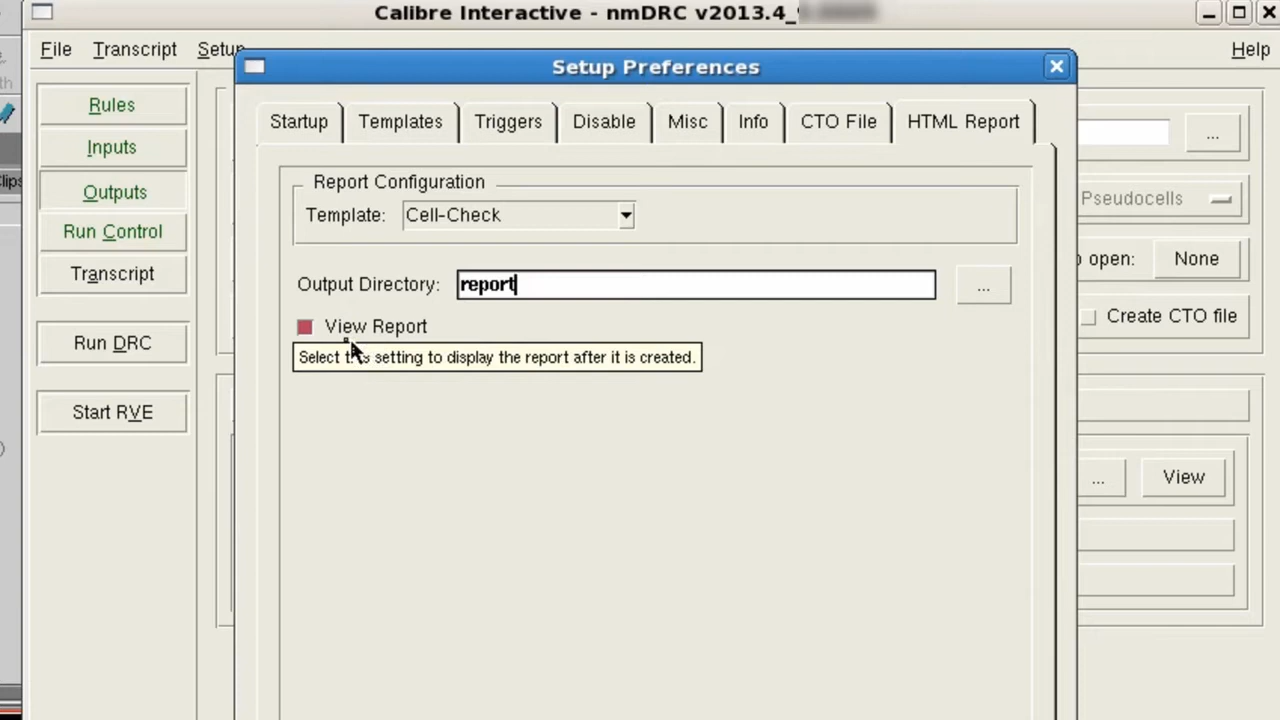 Calibre Interactive - nmDRC v2013.4_
File Transcript Setup Help
Setup Preferences
Rules
Inputs
Outputs
Run Control
Transcript
Run DRC
Start RVE
Startup Templates Triggers Disable Misc Info CTO File HTML Report
Report Configuration
Template: Cell-Check
Output Directory: report ...
View Report
Select this setting to display the report after it is created.
...
Pseudocells
open: None
Create CTO file
... View